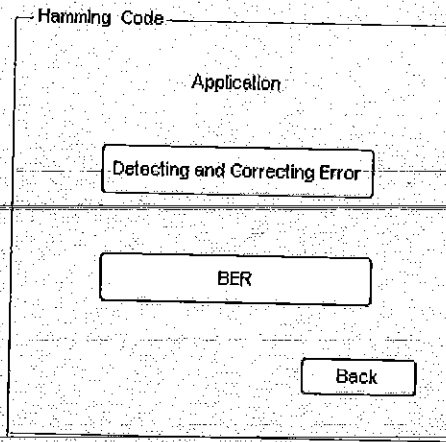 Hamming Code
Application
Detecting and Correcting Error
BER
Back